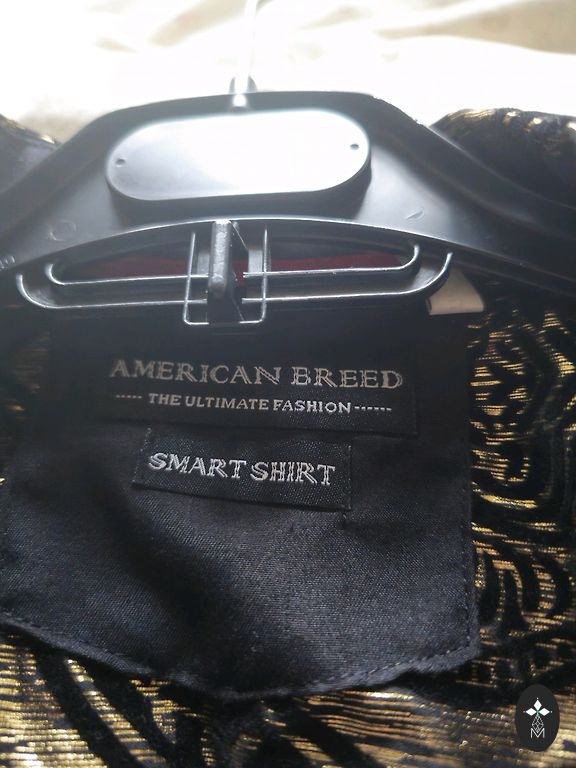 AMERICAN BREED
----- THE ULTIMATE FASHION ------
SMART SHIRT
M